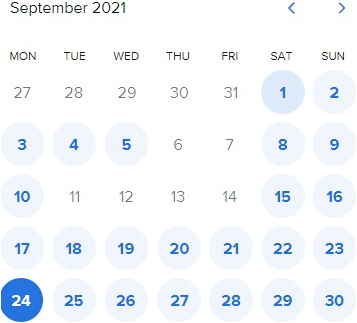 September 2021
MON TUE WED THU FRI SAT SUN
27 28 29 30 31 1 2
3 4 5 6 7 8 9
10 11 12 13 14 15 16
17 18 19 20 21 22 23
24 25 26 27 28 29 30